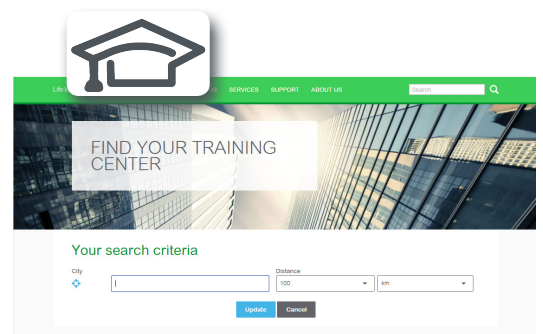 Life Is
SERVICES SUPPORT ABOUT US Search
FIND YOUR TRAINING
CENTER
Your search criteria
City Distance
100 km
Update Cancel